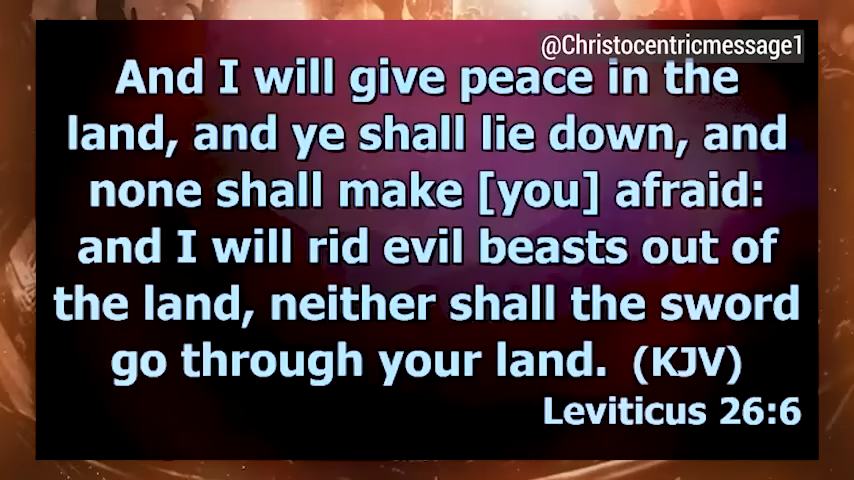 @Christocentricmessage1
And I will give peace in the
land, and ye shall lie down, and
none shall make [you] afraid:
and I will rid evil beasts out of
the land, neither shall the sword
go through your land. (KJV)
Leviticus 26:6